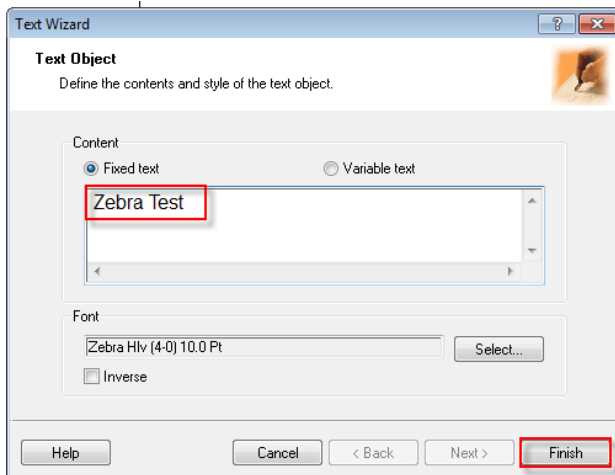 Text Wizard
Text Object
Define the contents and style of the text object.
Content
Fixed text Variable text
Zebra Test
Font
Zebra Hlv (4-0) 10.0 Pt Select...
Inverse
Help Cancel < Back Next > Finish